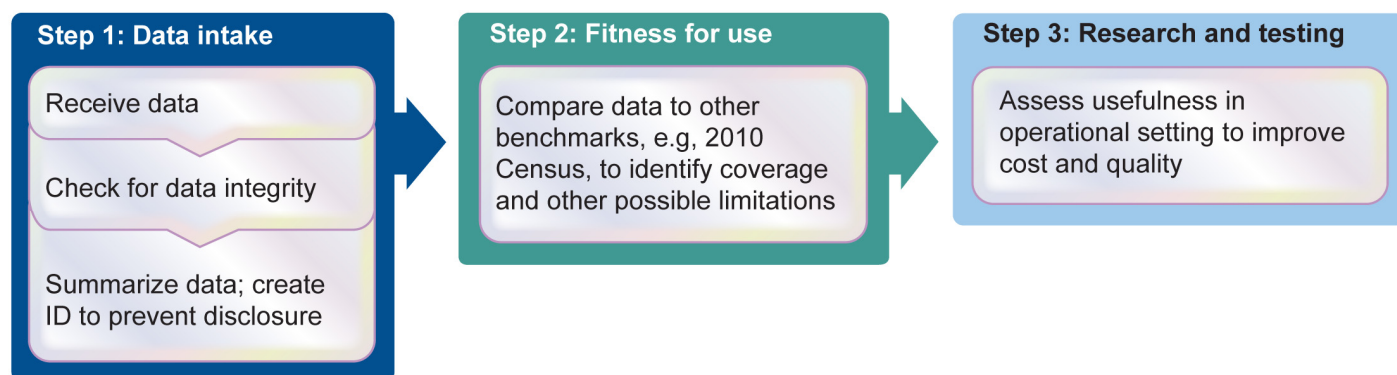 Step 1: Data intake
Receive data
Check for data integrity
Summarize data; create
ID to prevent disclosure
Step 2: Fitness for use
Compare data to other
benchmarks, e.g, 2010
Census, to identify coverage
and other possible limitations
Step 3: Research and testing
Assess usefulness in
operational setting to improve
cost and quality